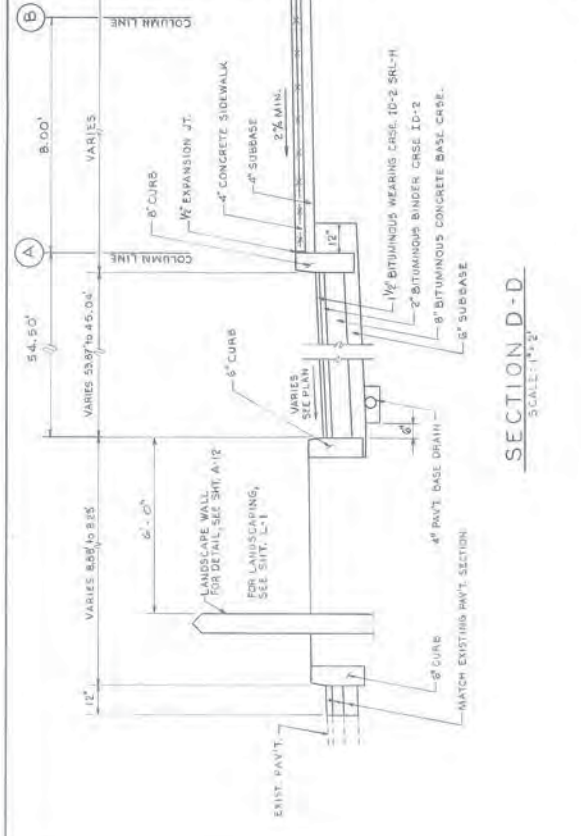 B
8.00'
COLUMN LINE
VARIES
A
54.50'
COLUMN LINE
VARIES 53.87' to 45.04'
8" CURB
1/2" EXPANSION JT.
4" CONCRETE SIDEWALK
4" SUBBASE
2% MIN.
12"
1 1/2" BITUMINOUS WEARING CRSE. ID-2 SRL-H
2" BITUMINOUS BINDER CRSE ID-2
8" BITUMINOUS CONCRETE BASE CRSE.
6" SUBBASE
6" CURB
VARIES
SEE PLAN
6"
4" PAV'T. BASE DRAIN
VARIES 8.88' to 8.25'
6'-0"
LANDSCAPE WALL
FOR DETAIL, SEE SHT. A-12
FOR LANDSCAPING,
SEE SHT. L-1
12"
EXIST. PAV'T.
6" CURB
MATCH EXISTING PAV'T. SECTION
SECTION D-D
SCALE: 1"=2'